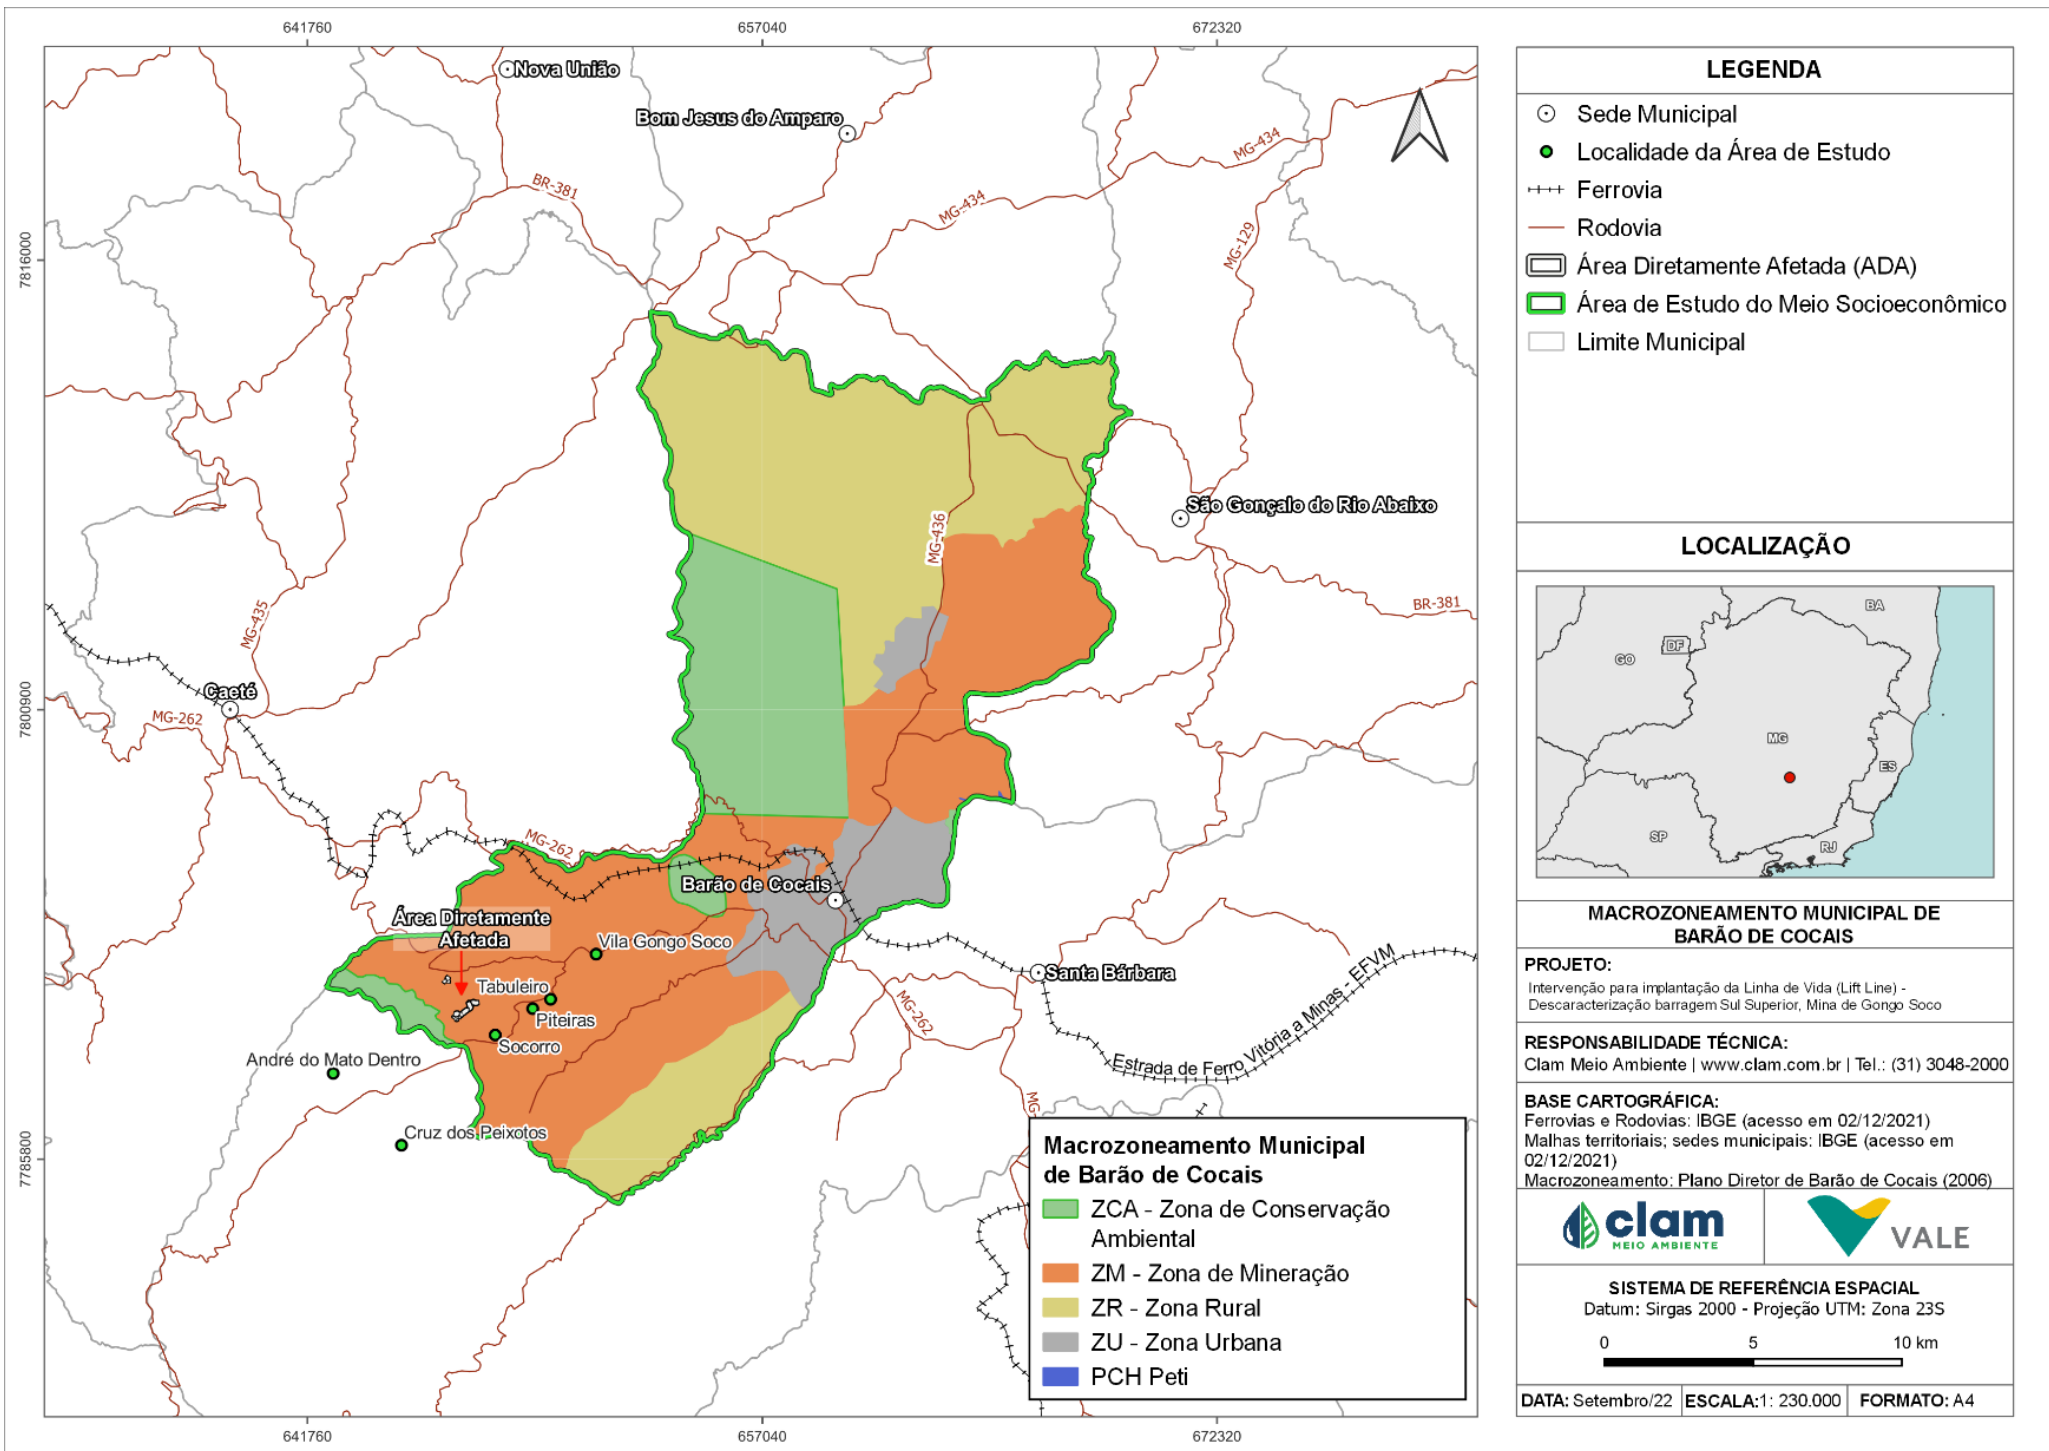 641760
657040
672320
Nova União
Bom Jesus do Amparo
MG-434
BR-381
MG-434
MG-129
7816000
São Gonçalo do Rio Abaixo
MG-436
BR-381
MG-435
Caeté
MG-262
7800900
MG-262
Barão de Cocais
Área Diretamente
Afetada
Vila Gongo Soco
Santa Bárbara
Tabuleiro
Piteiras
MG-262
Socorro
Estrada de Ferro Vitória a Minas - EFVM
André do Mato Dentro
MG-
Cruz dos Peixotos
7785800
Macrozoneamento Municipal
de Barão de Cocais
ZCA - Zona de Conservação
Ambiental
ZM - Zona de Mineração
ZR - Zona Rural
ZU - Zona Urbana
PCH Peti
641760
657040
672320
LEGENDA
Sede Municipal
Localidade da Área de Estudo
Ferrovia
Rodovia
Área Diretamente Afetada (ADA)
Área de Estudo do Meio Socioeconômico
Limite Municipal
LOCALIZAÇÃO
BA
DF
GO
MG
ES
SP
RJ
MACROZONEAMENTO MUNICIPAL DE
BARÃO DE COCAIS
PROJETO:
Intervenção para implantação da Linha de Vida (Lift Line) -
Descaracterização barragem Sul Superior, Mina de Gongo Soco
RESPONSABILIDADE TÉCNICA:
Clam Meio Ambiente | www.clam.com.br | Tel.: (31) 3048-2000
BASE CARTOGRÁFICA:
Ferrovias e Rodovias: IBGE (acesso em 02/12/2021)
Malhas territoriais; sedes municipais: IBGE (acesso em
02/12/2021)
Macrozoneamento: Plano Diretor de Barão de Cocais (2006)
clam
MEIO AMBIENTE
VALE
SISTEMA DE REFERÊNCIA ESPACIAL
Datum: Sirgas 2000 - Projeção UTM: Zona 23S
0 5 10 km
DATA: Setembro/22 ESCALA:1: 230.000 FORMATO: A4